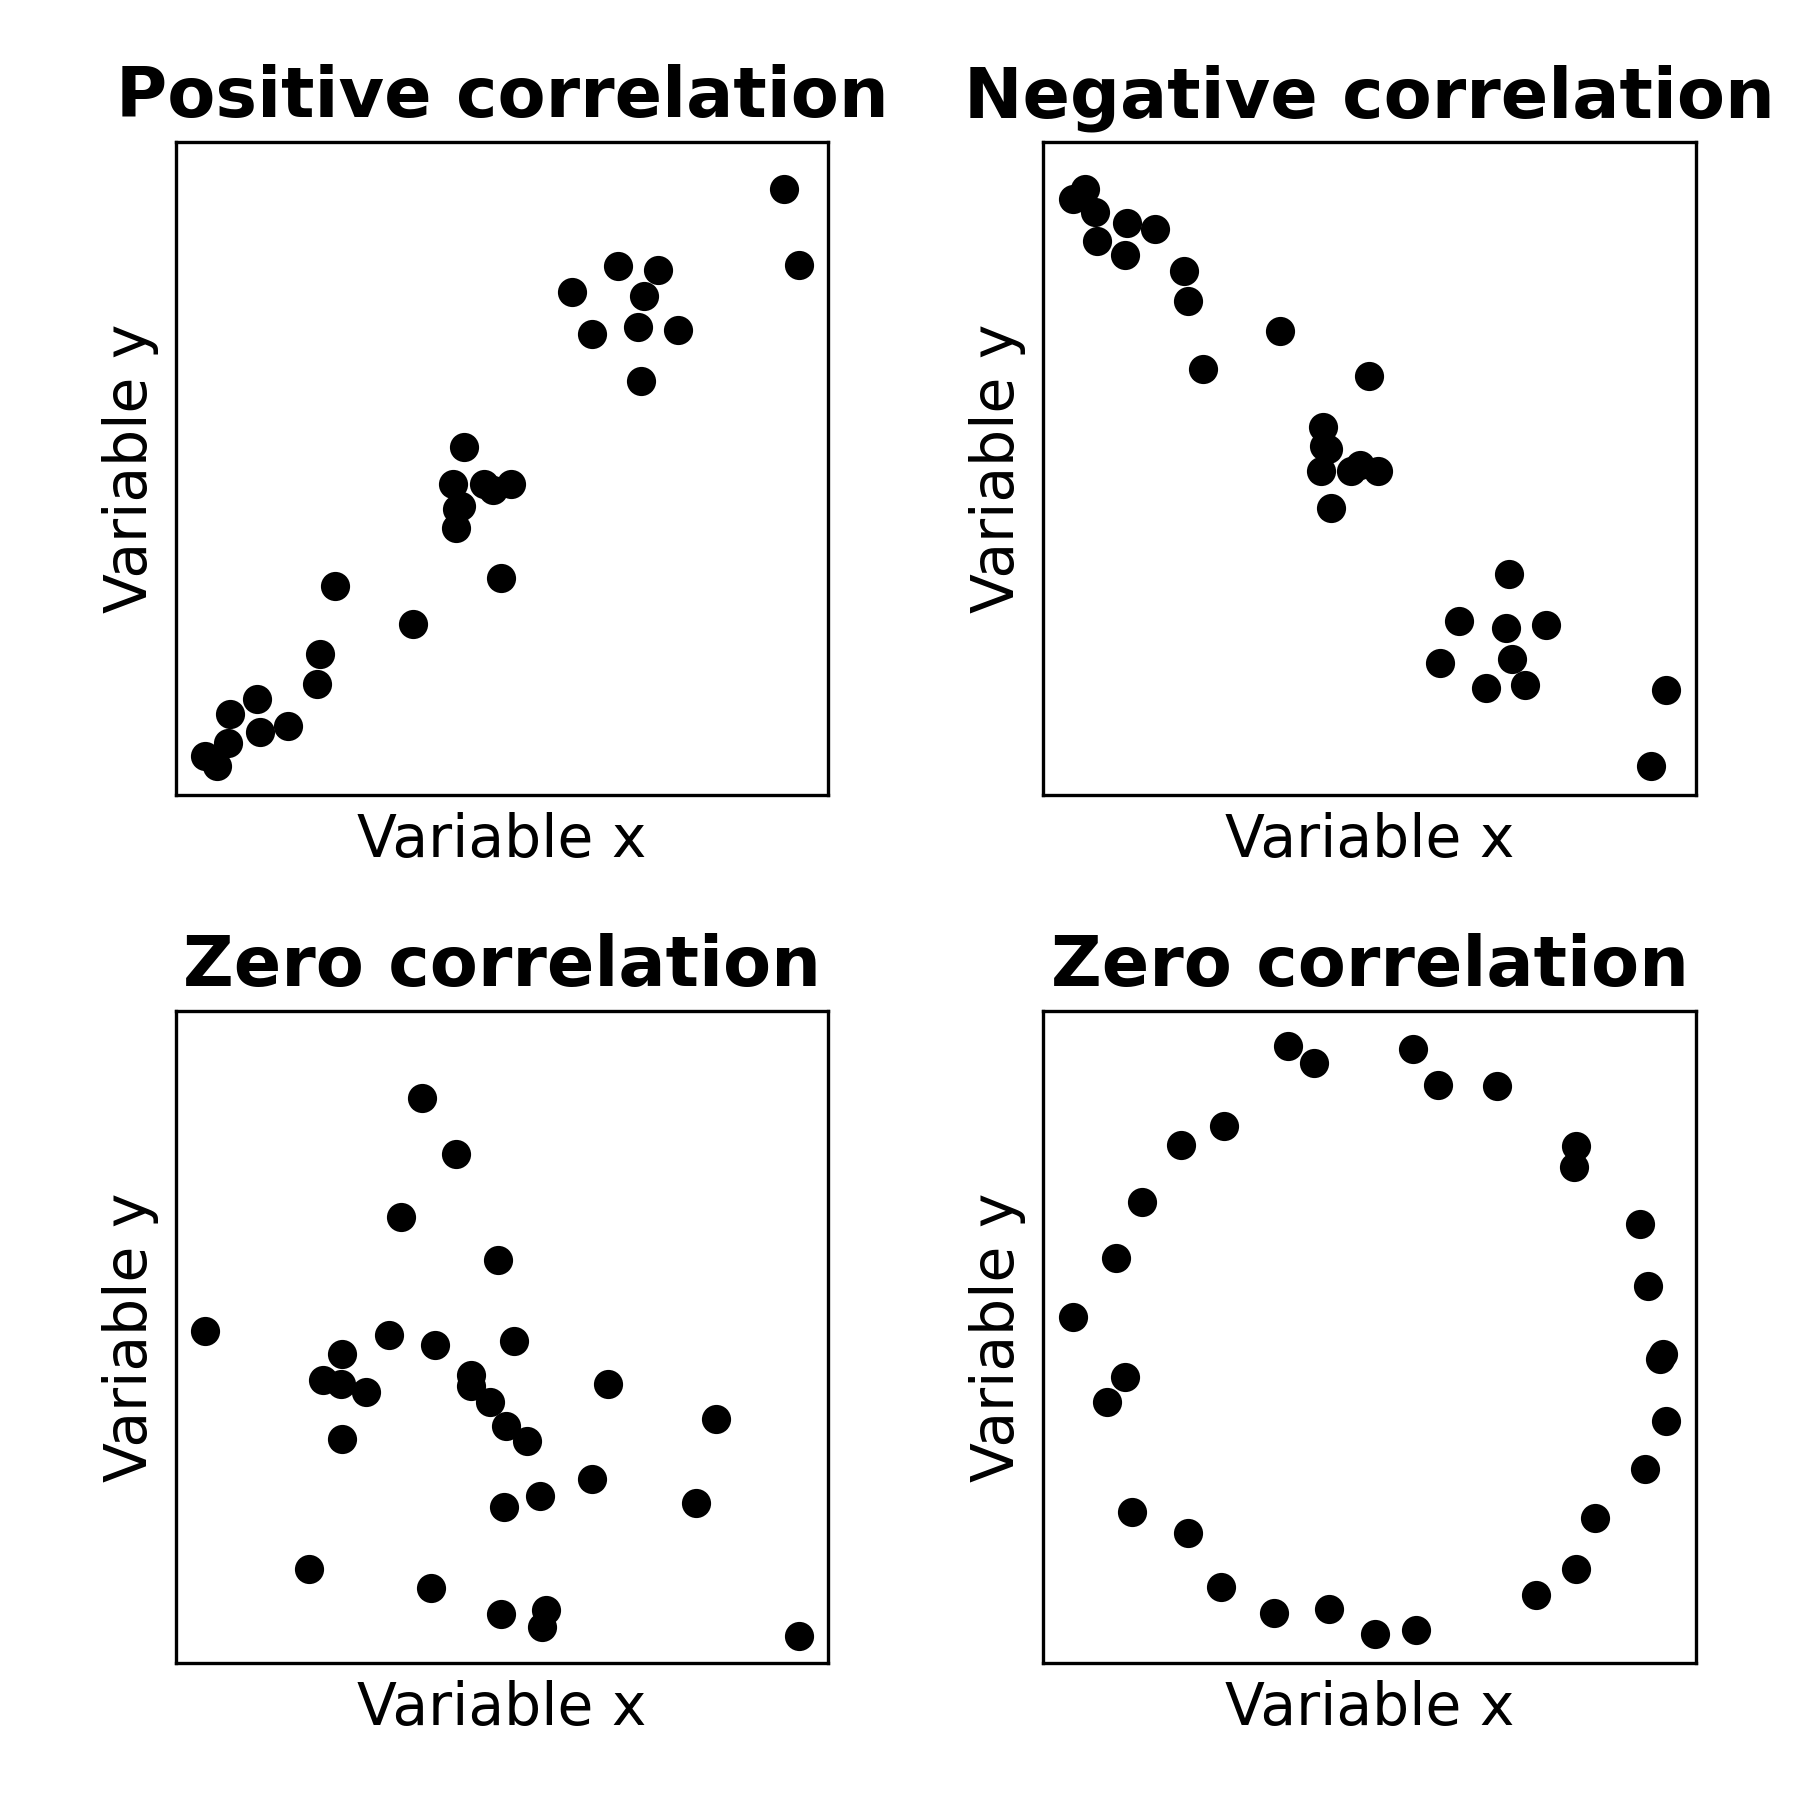 Positive correlation
Variable y
Variable x
Negative correlation
Variable y
Variable x
Zero correlation
Variable y
Variable x
Zero correlation
Variable y
Variable x